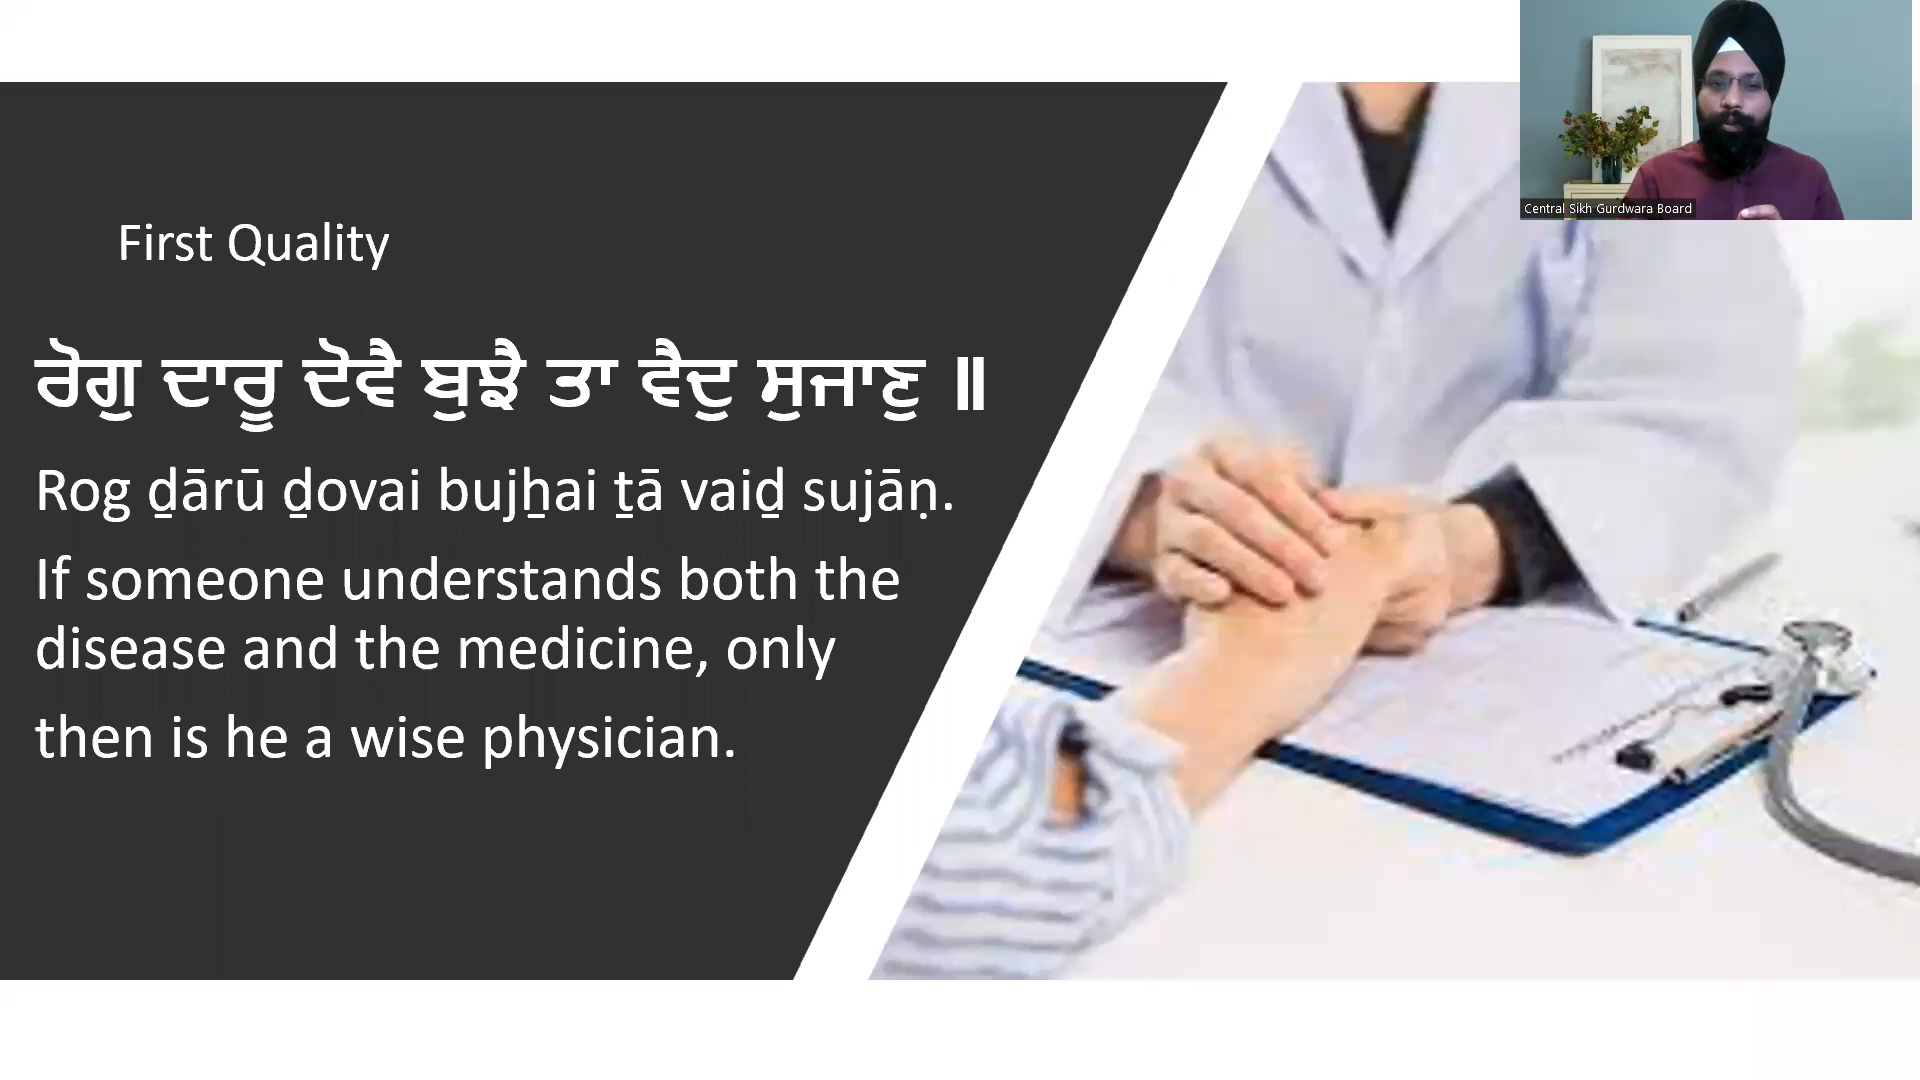 Central Sikh Gurdwara Board
First Quality
ਰੋਗੁ ਦਾਰੂ ਦੋਵੈ ਬੁਝੈ ਤਾ ਵੈਦੁ ਸੁਜਾਣੁ ॥
Rog ḏārū ḏovai bujẖai ṯā vaiḏ sujāṇ.
If someone understands both the
disease and the medicine, only
then is he a wise physician.